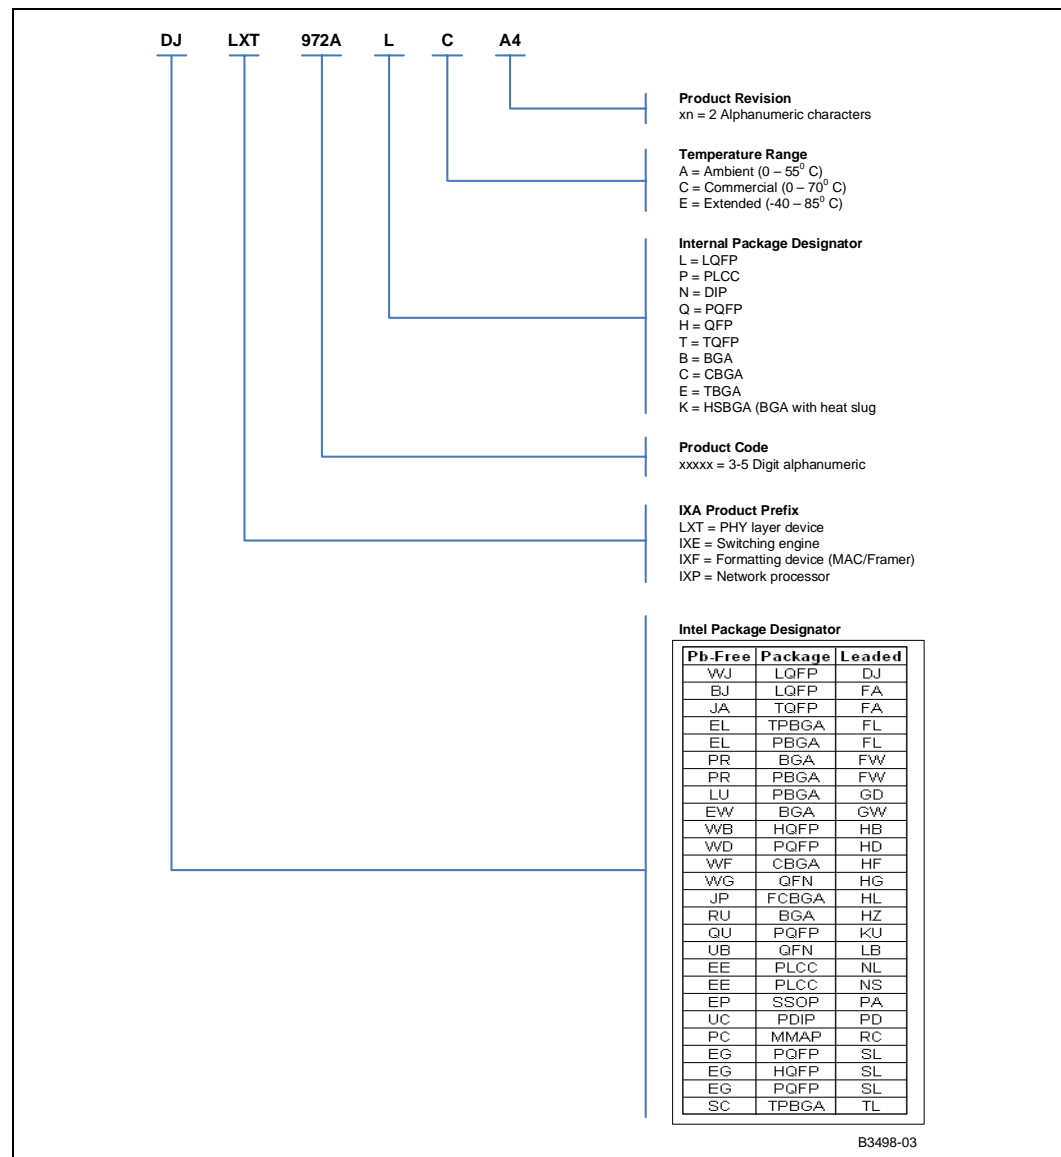 DJ LXT 972A L C A4
Product Revision
xn = 2 Alphanumeric characters
Temperature Range
A = Ambient (0 – 55⁰ C)
C = Commercial (0 – 70⁰ C)
E = Extended (-40 – 85⁰ C)
Internal Package Designator
L = LQFP
P = PLCC
N = DIP
Q = PQFP
H = QFP
T = TQFP
B = BGA
C = CBGA
E = TBGA
K = HSBGA (BGA with heat slug
Product Code
xxxxx = 3-5 Digit alphanumeric
IXA Product Prefix
LXT = PHY layer device
IXE = Switching engine
IXF = Formatting device (MAC/Framer)
IXP = Network processor
Intel Package Designator
Pb-Free Package Leaded
WJ LQFP DJ
BJ LQFP FA
JA TQFP FA
EL TPBGA FL
EL PBGA FL
PR BGA FW
PR PBGA FW
LU PBGA GD
EW BGA GW
WB HQFP HB
WD PQFP HD
WF CBGA HF
WG QFN HG
JP FCBGA HL
RU BGA HZ
QU PQFP KU
UB QFN LB
EE PLCC NL
EE PLCC NS
EP SSOP PA
UC PDIP PD
PC MMAP RC
EG PQFP SL
EG HQFP SL
EG PQFP SL
SC TPBGA TL
B3498-03